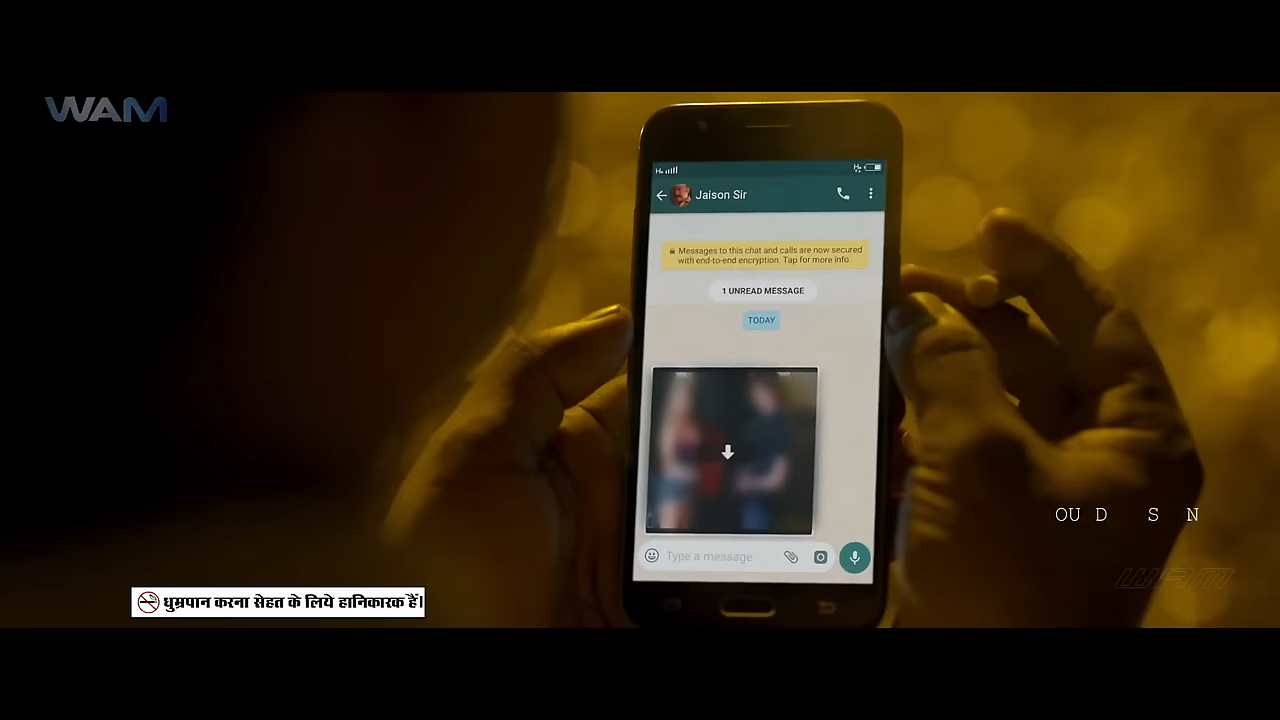 WAM
Jaison Sir
Messages to this chat and calls are now secured
with end-to-end encryption. Tap for more info.
1 UNREAD MESSAGE
TODAY
Type a message
OU D S N
WAM
धुम्रपान करना सेहत के लिये हानिकारक हैं।